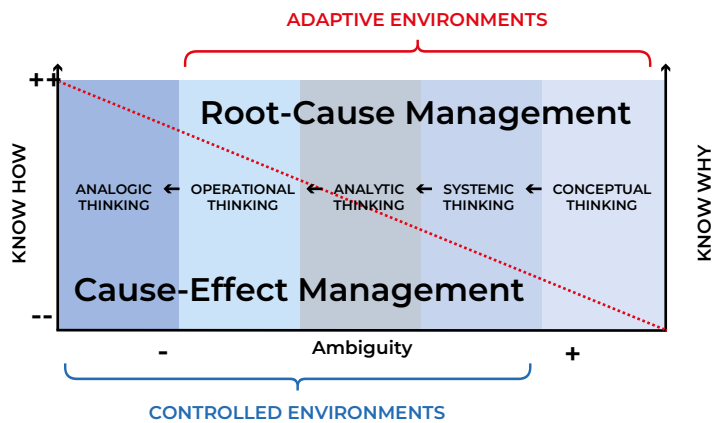 ADAPTIVE ENVIRONMENTS
++
Root-Cause Management
KNOW HOW
KNOW WHY
ANALOGIC
THINKING
OPERATIONAL
THINKING
ANALYTIC
THINKING
SYSTEMIC
THINKING
CONCEPTUAL
THINKING
Cause-Effect Management
--
-
Ambiguity
+
CONTROLLED ENVIRONMENTS